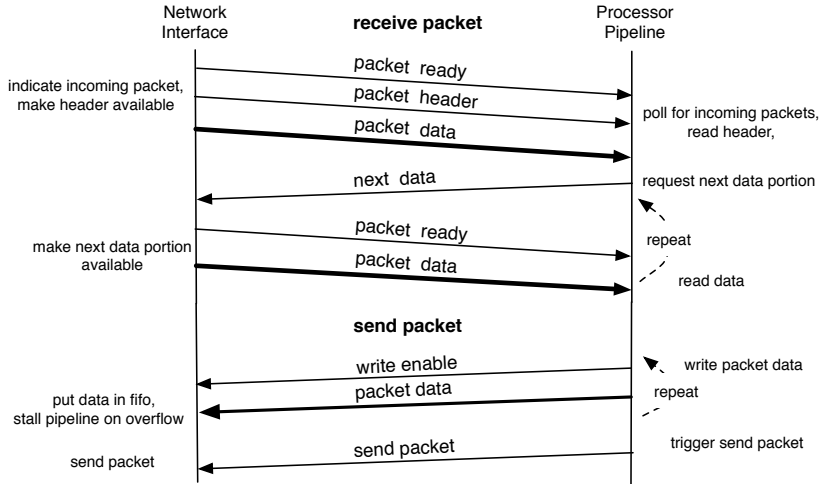 Network
Interface
receive packet
Processor
Pipeline
packet ready
indicate incoming packet,
make header available
packet header
poll for incoming packets,
read header,
packet data
next data
request next data portion
packet ready
repeat
make next data portion
available
packet data
read data
send packet
write enable
write packet data
packet data
repeat
put data in fifo,
stall pipeline on overflow
send packet
trigger send packet
send packet